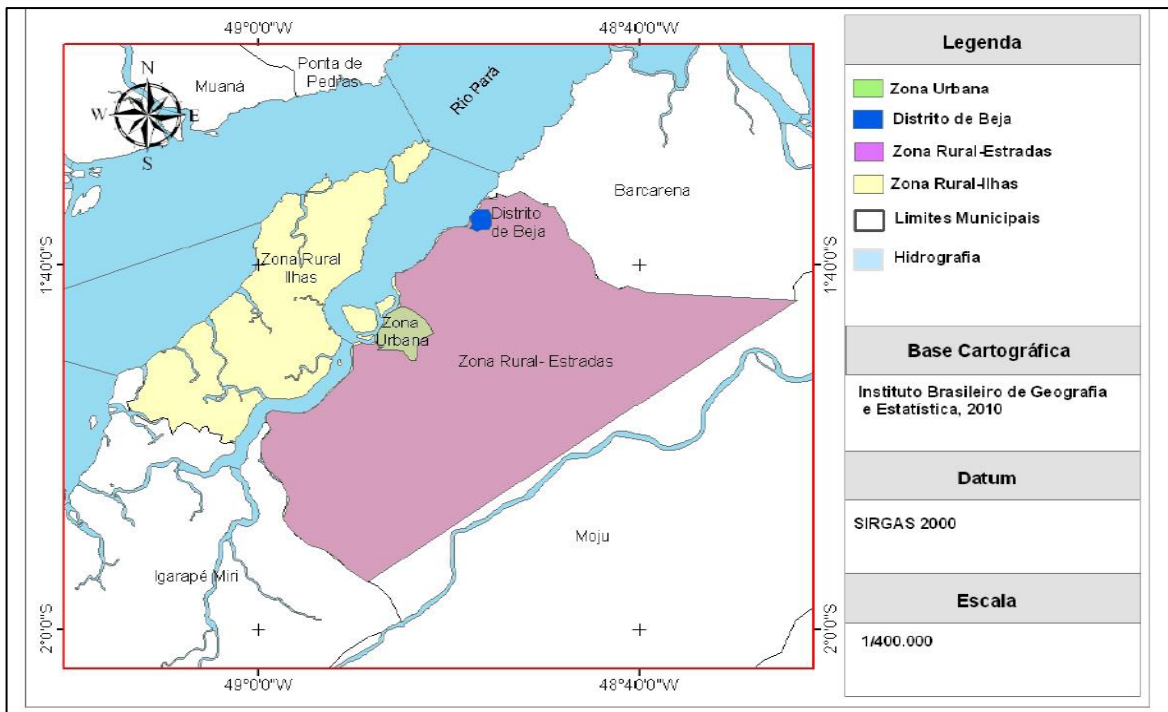 49°0'0"W
48°40'0"W
Muaná
Ponta de
Pedras
Rio Pará
N
W
E
S
Barcarena
Distrito
de Beja
Zona Rural
Ilhas
1°40'0"S
1°40'0"S
Zona
Urbana
Zona Rural- Estradas
Moju
Igarapé Miri
2°0'0"S
2°0'0"S
49°0'0"W
48°40'0"W
Legenda
Zona Urbana
Distrito de Beja
Zona Rural-Estradas
Zona Rural-Ilhas
Limites Municipais
Hidrografia
Base Cartográfica
Instituto Brasileiro de Geografia
e Estatística, 2010
Datum
SIRGAS 2000
Escala
1/400.000